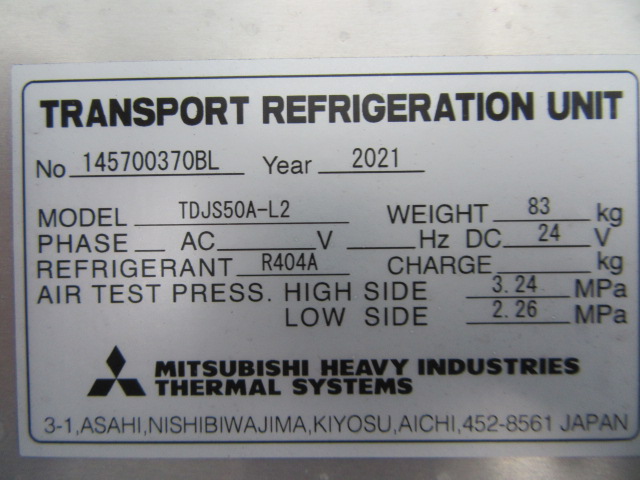 TRANSPORT REFRIGERATION UNIT
No 145700370BL Year 2021
MODEL TDJS50A-L2 WEIGHT 83 kg
PHASE AC V Hz DC 24 V
REFRIGERANT R404A CHARGE kg
AIR TEST PRESS. HIGH SIDE 3.24 MPa
LOW SIDE 2.26 MPa
MITSUBISHI HEAVY INDUSTRIES
THERMAL SYSTEMS
3-1,ASAHI,NISHIBIWAJIMA,KIYOSU,AICHI,452-8561 JAPAN